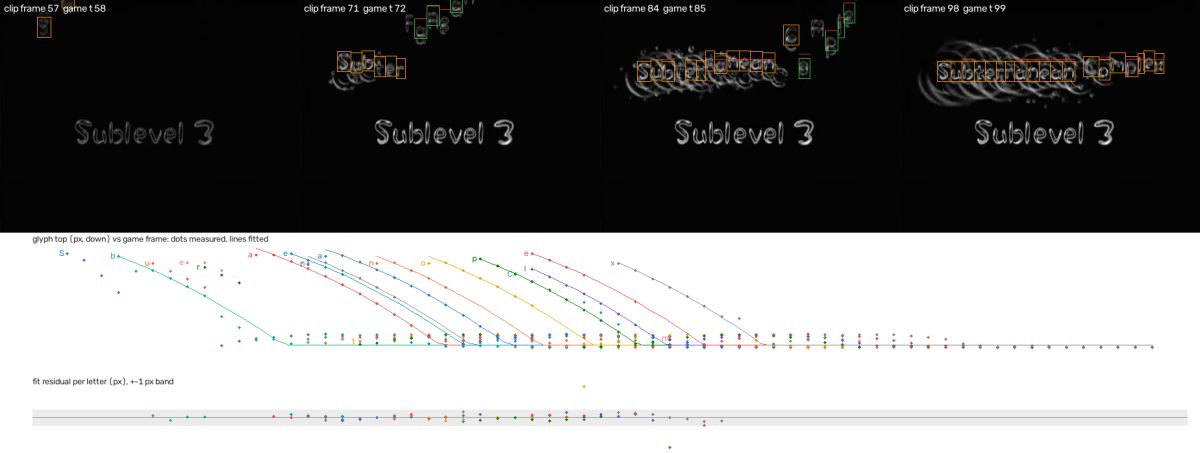 clip frame 57 game t 58
S
Sublevel 3
clip frame 71 game t 72
Subter
Sublevel 3
clip frame 84 game t 85
Subterranean
C
Sublevel 3
clip frame 98 game t 99
Subterranean Complex
Sublevel 3
glyph top (px, down) vs game frame: dots measured, lines fitted
S b u e r a n e a t n o p C l e m x
fit residual per letter (px), +−1 px band